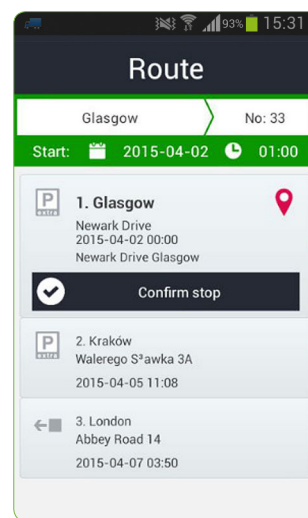 93% 15:31
Route
Glasgow No: 33
Start: 2015-04-02 01:00
P extra 1. Glasgow
Newark Drive
2015-04-02 00:00
Newark Drive Glasgow
Confirm stop
P extra 2. Kraków
Walerego S³awka 3A
2015-04-05 11:08
3. London
Abbey Road 14
2015-04-07 03:50